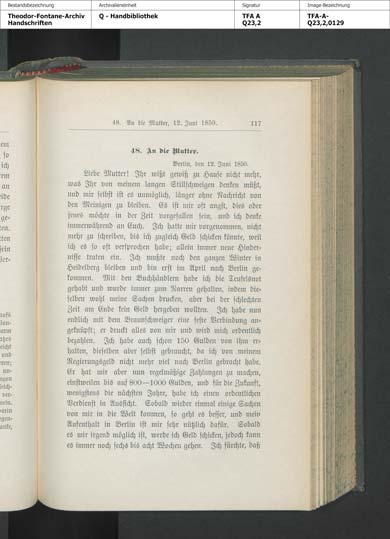 Bestandsbezeichnung
Theodor-Fontane-Archiv
Handschriften
Archivalieneinheit
Q - Handbibliothek
Signatur
TFA A
Q23,2
Image-Bezeichnung
TFA-A-
Q23,2,0129
48. An die Mutter, 12. Juni 1850. 117
48. An die Mutter.
Berlin, den 12. Juni 1850.
Liebe Mutter! Ihr wißt gewiß zu Hause nicht mehr,
was Ihr von meinem langen Stillschweigen denken müßt,
und mir selbst ist es unmöglich, länger ohne Nachricht von
den Meinigen zu bleiben. Es ist mir oft angst, dies oder
jenes möchte in der Zeit vorgefallen sein, und ich denke
immerwährend an Euch. Ich hatte mir vorgenommen, nicht
mehr zu schreiben, bis ich zugleich Geld schicken könnte, weil
ich es so oft versprochen habe; allein immer neue Hinder-
nisse traten ein. Ich mußte noch den ganzen Winter in
Heidelberg bleiben und bin erst im April nach Berlin ge-
kommen. Mit den Buchhändlern habe ich die Teufelsnot
gehabt und wurde immer zum Narren gehalten, indem die-
selben wohl meine Sachen drucken, aber bei der schlechten
Zeit am Ende kein Geld hergeben wollten. Ich habe nun
endlich mit dem Braunschweiger eine feste Verbindung an-
geknüpft; er druckt alles von mir und wird mich ordentlich
bezahlen. Ich habe auch schon 150 Gulden von ihm er-
halten, dieselben aber selbst gebraucht, da ich von meinem
Regierungsgeld nicht mehr viel nach Berlin gebracht habe.
Er hat mir aber nun regelmäßige Zahlungen zu machen,
einstweilen bis auf 800—1000 Gulden, und für die Zukunft,
wenigstens die nächsten Jahre, habe ich einen ordentlichen
Verdienst in Aussicht. Sobald wieder einmal einige Sachen
von mir in die Welt kommen, so geht es besser, und mein
Aufenthalt in Berlin ist mir sehr nützlich dafür. Sobald
es mir irgend möglich ist, werde ich Geld schicken, jedoch kann
es immer noch sechs bis acht Wochen gehen. Ich fürchte, daß